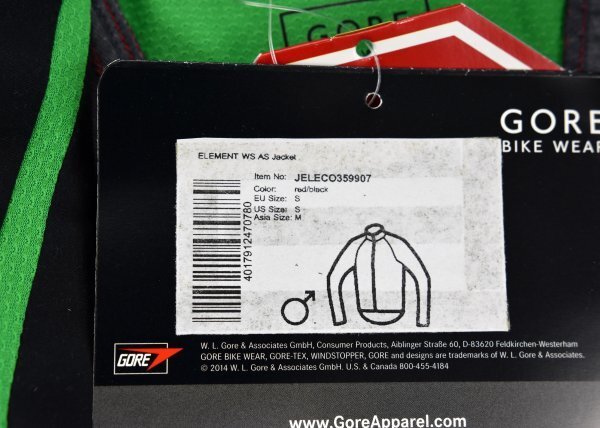 GORE
GORE
BIKE WEAR
ELEMENT WS AS Jacket
Item No: JELECO359907
Color: red/black
EU Size: S
US Size: S
Asia Size: M
4017912470780
GORE
W. L. Gore & Associates GmbH, Consumer Products, Aiblinger Straße 60, D-83620 Feldkirchen-Westerham
GORE BIKE WEAR, GORE-TEX, WINDSTOPPER, GORE and designs are trademarks of W. L. Gore & Associates.
© 2014 W. L. Gore & Associates GmbH. U.S. & Canada 800-455-4184
www.GoreApparel.com